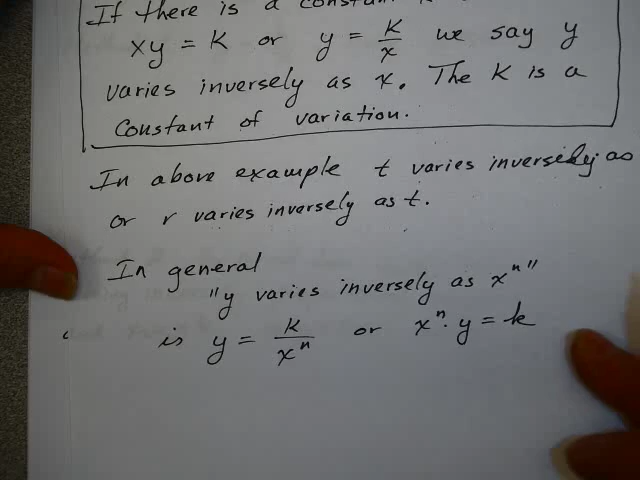 If there is a constant
xy = K or y = K/x we say y
varies inversely as x. The K is a
constant of variation.
In above example t varies inversely as
or r varies inversely as t.
In general
"y varies inversely as x^n"
is y = k/x^n or x^n · y = k